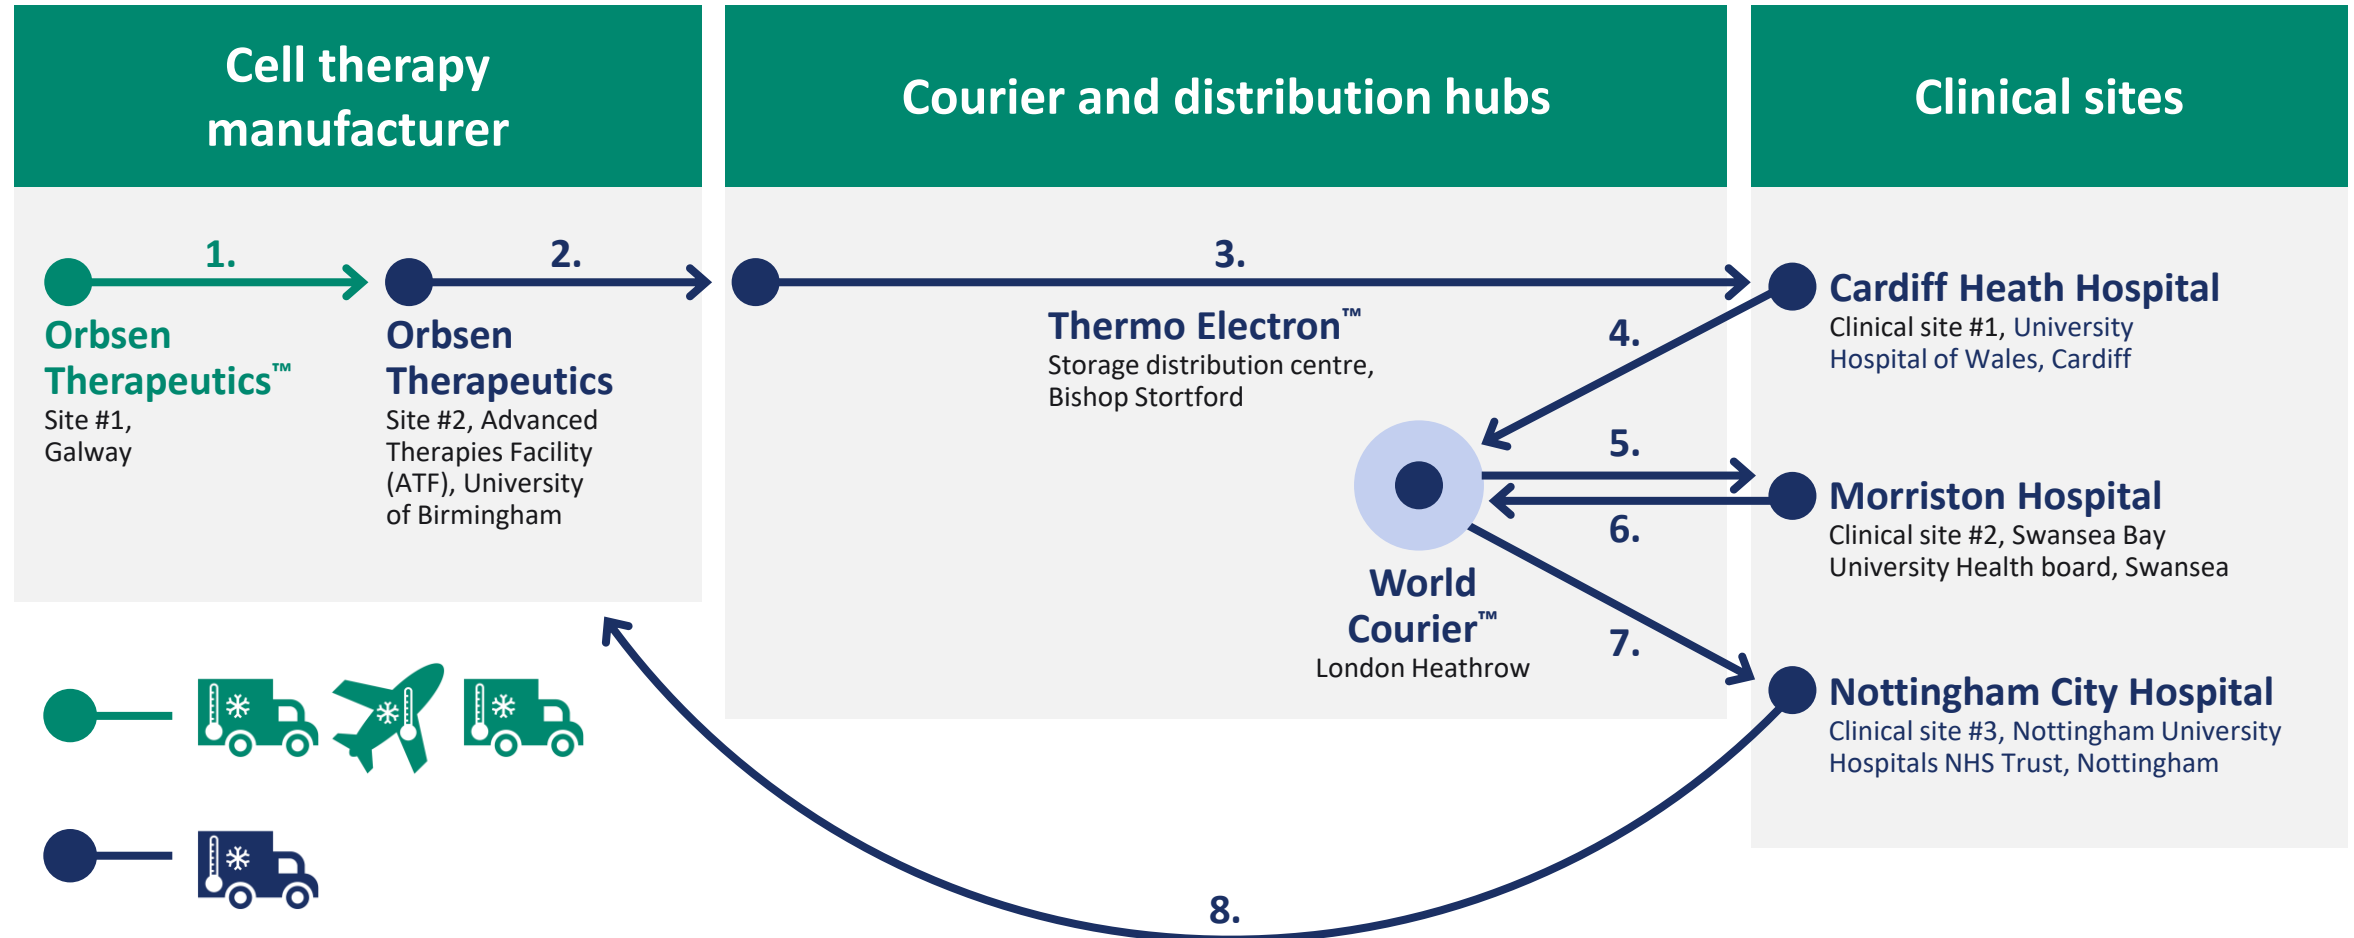 Cell therapy
manufacturer
Courier and distribution hubs
Clinical sites
1.
2.
3.
Orbsen
Therapeutics™
Site #1,
Galway
Orbsen
Therapeutics
Site #2, Advanced
Therapies Facility
(ATF), University
of Birmingham
Thermo Electron™
Storage distribution centre,
Bishop Stortford
4.
Cardiff Heath Hospital
Clinical site #1, University
Hospital of Wales, Cardiff
5.
6.
Morriston Hospital
Clinical site #2, Swansea Bay
University Health board, Swansea
World
Courier™
London Heathrow
7.
Nottingham City Hospital
Clinical site #3, Nottingham University
Hospitals NHS Trust, Nottingham
8.